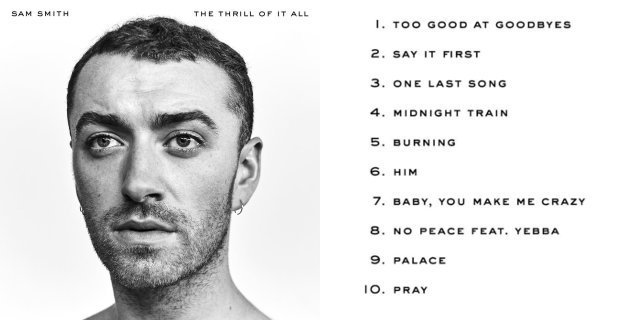 SAM SMITH
THE THRILL OF IT ALL
1. TOO GOOD AT GOODBYES
2. SAY IT FIRST
3. ONE LAST SONG
4. MIDNIGHT TRAIN
5. BURNING
6. HIM
7. BABY, YOU MAKE ME CRAZY
8. NO PEACE FEAT. YEBBA
9. PALACE
10. PRAY